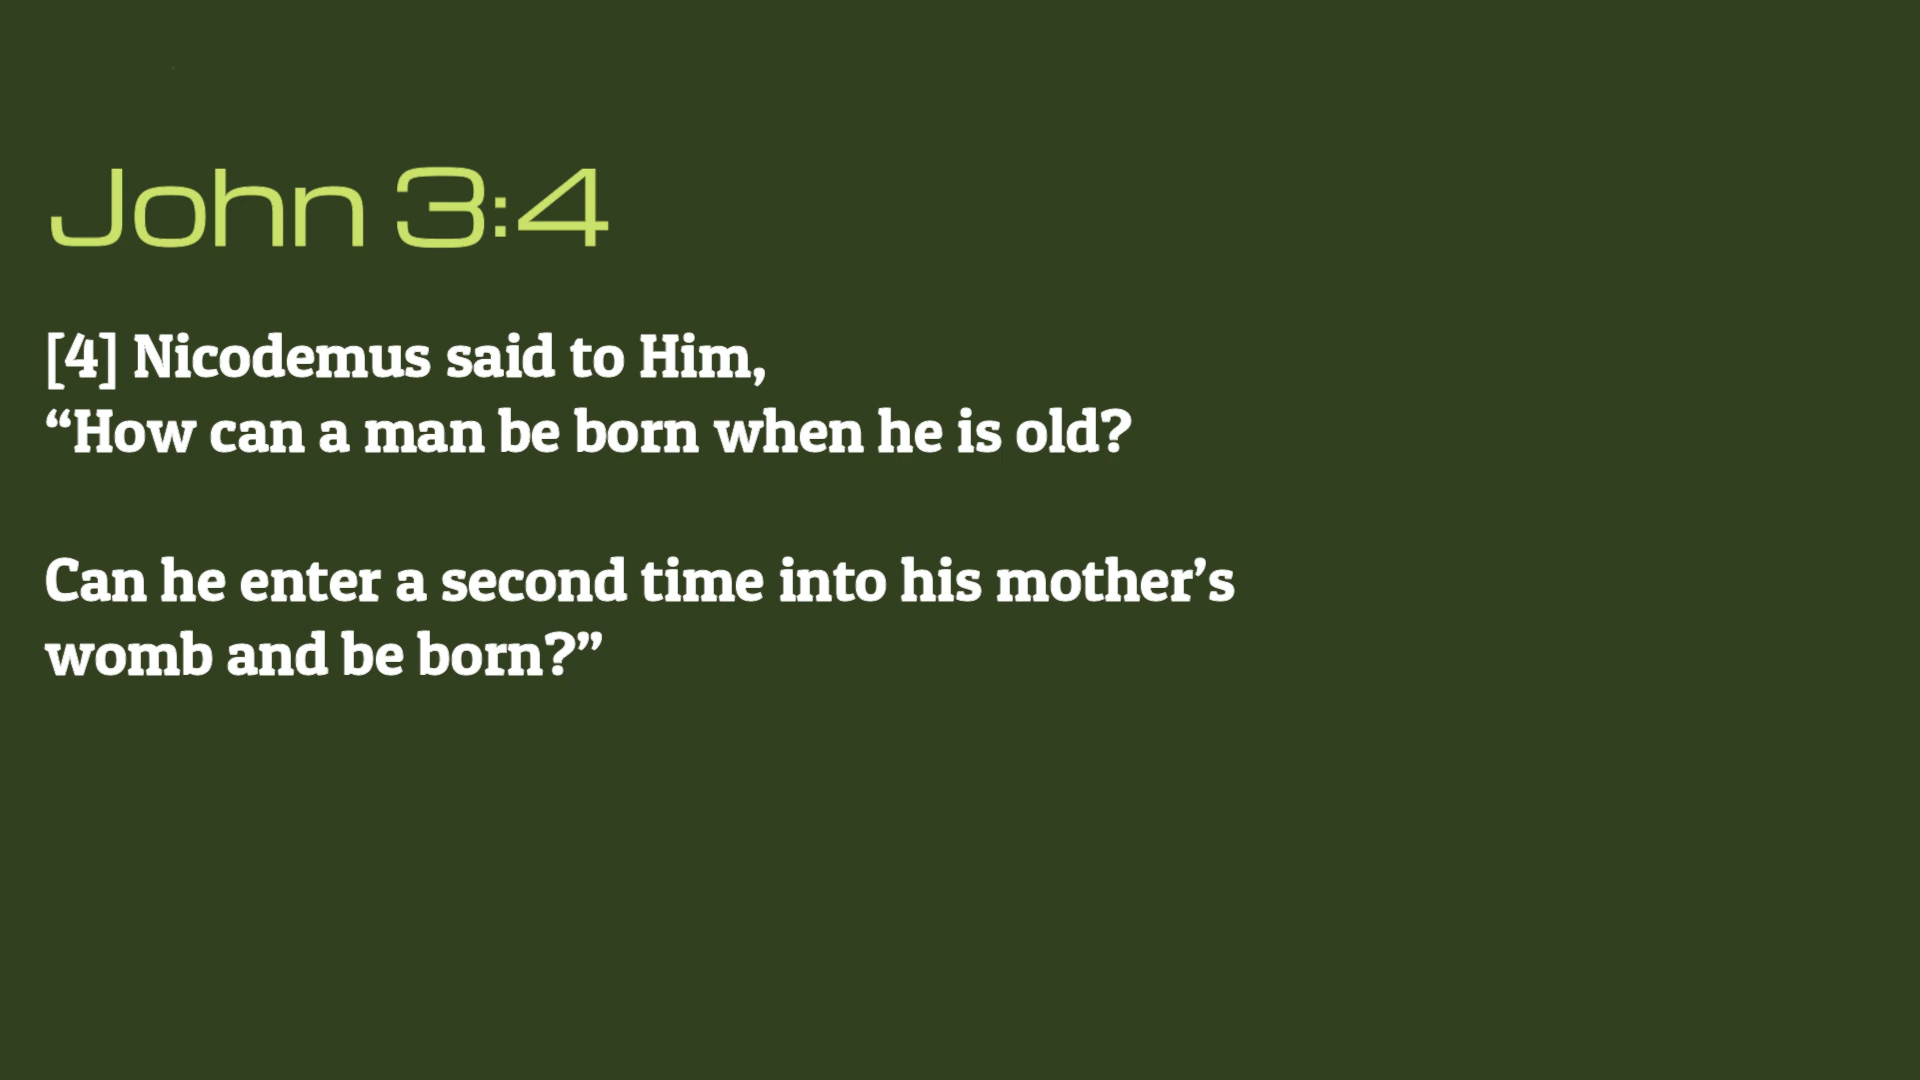 John 3:4
[4] Nicodemus said to Him,
“How can a man be born when he is old?
Can he enter a second time into his mother’s
womb and be born?”